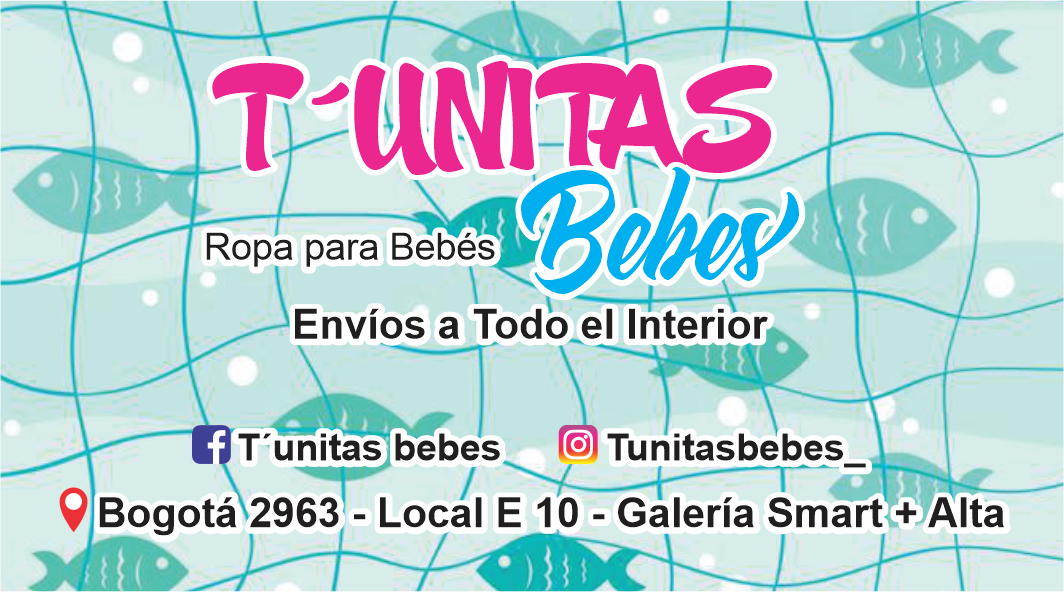 T´UNITAS
Bebes
Ropa para Bebés
Envíos a Todo el Interior
T´unitas bebes
Tunitasbebes_
Bogotá 2963 - Local E 10 - Galería Smart + Alta